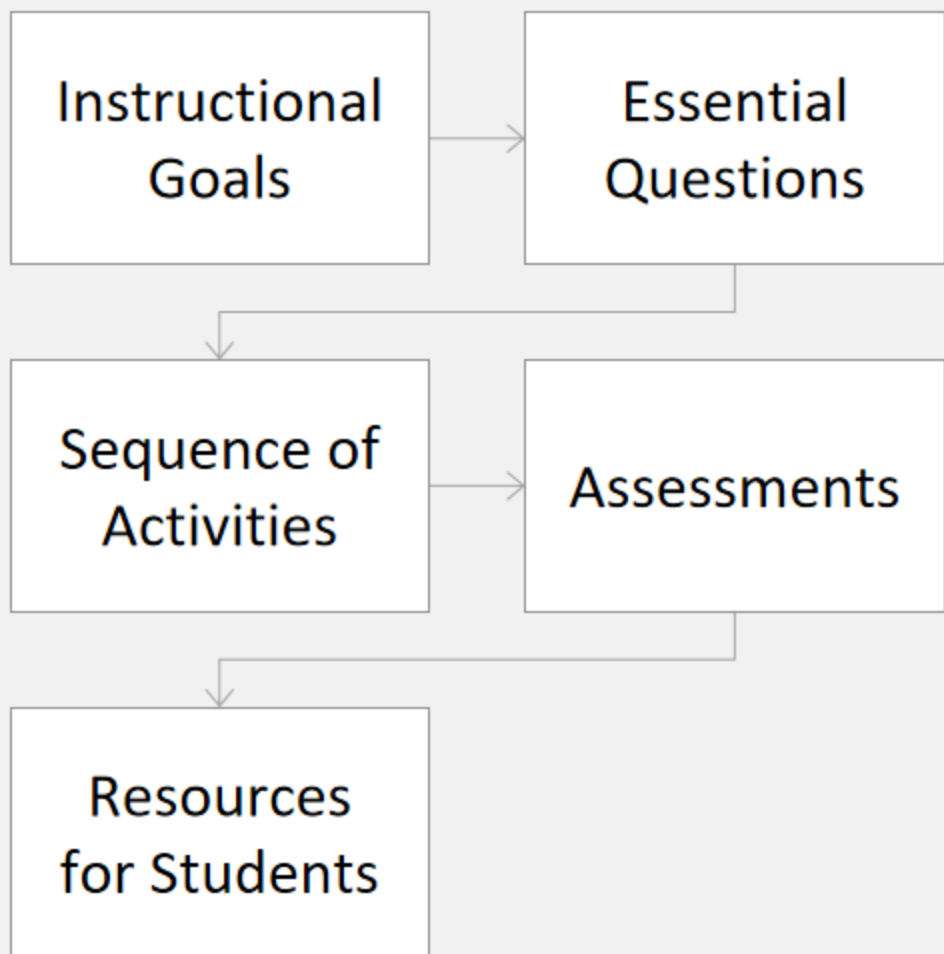 Instructional
Goals
Essential
Questions
Sequence of
Activities
Assessments
Resources
for Students